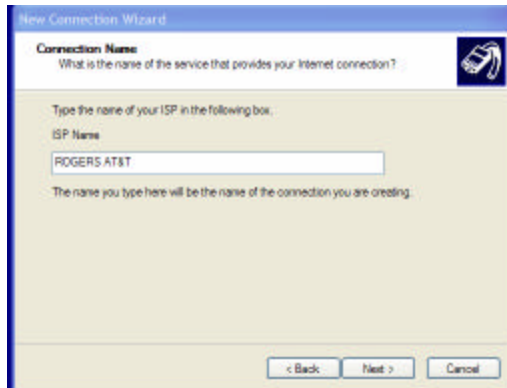 New Connection Wizard
Connection Name
What is the name of the service that provides your Internet connection?
Type the name of your ISP in the following box.
ISP Name
ROGERS AT&T
The name you type here will be the name of the connection you are creating.
< Back
Next >
Cancel